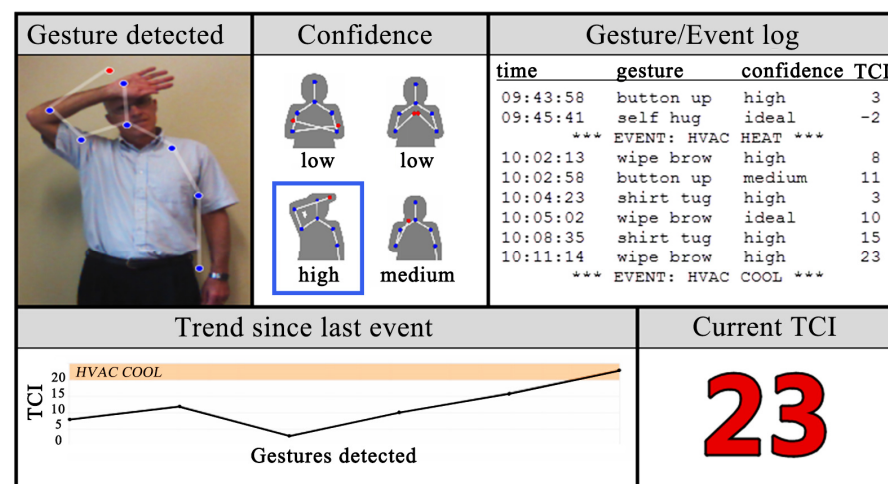 Gesture detected
Confidence
Gesture/Event log
low
low
high
medium
time gesture confidence TCI
09:43:58 button up high 3
09:45:41 self hug ideal -2
*** EVENT: HVAC HEAT ***
10:02:13 wipe brow high 8
10:02:58 button up medium 11
10:04:23 shirt tug high 3
10:05:02 wipe brow ideal 10
10:08:35 shirt tug high 15
10:11:14 wipe brow high 23
*** EVENT: HVAC COOL ***
Trend since last event
Current TCI
HVAC COOL
TCI
20
15
10
5
0
Gestures detected
23